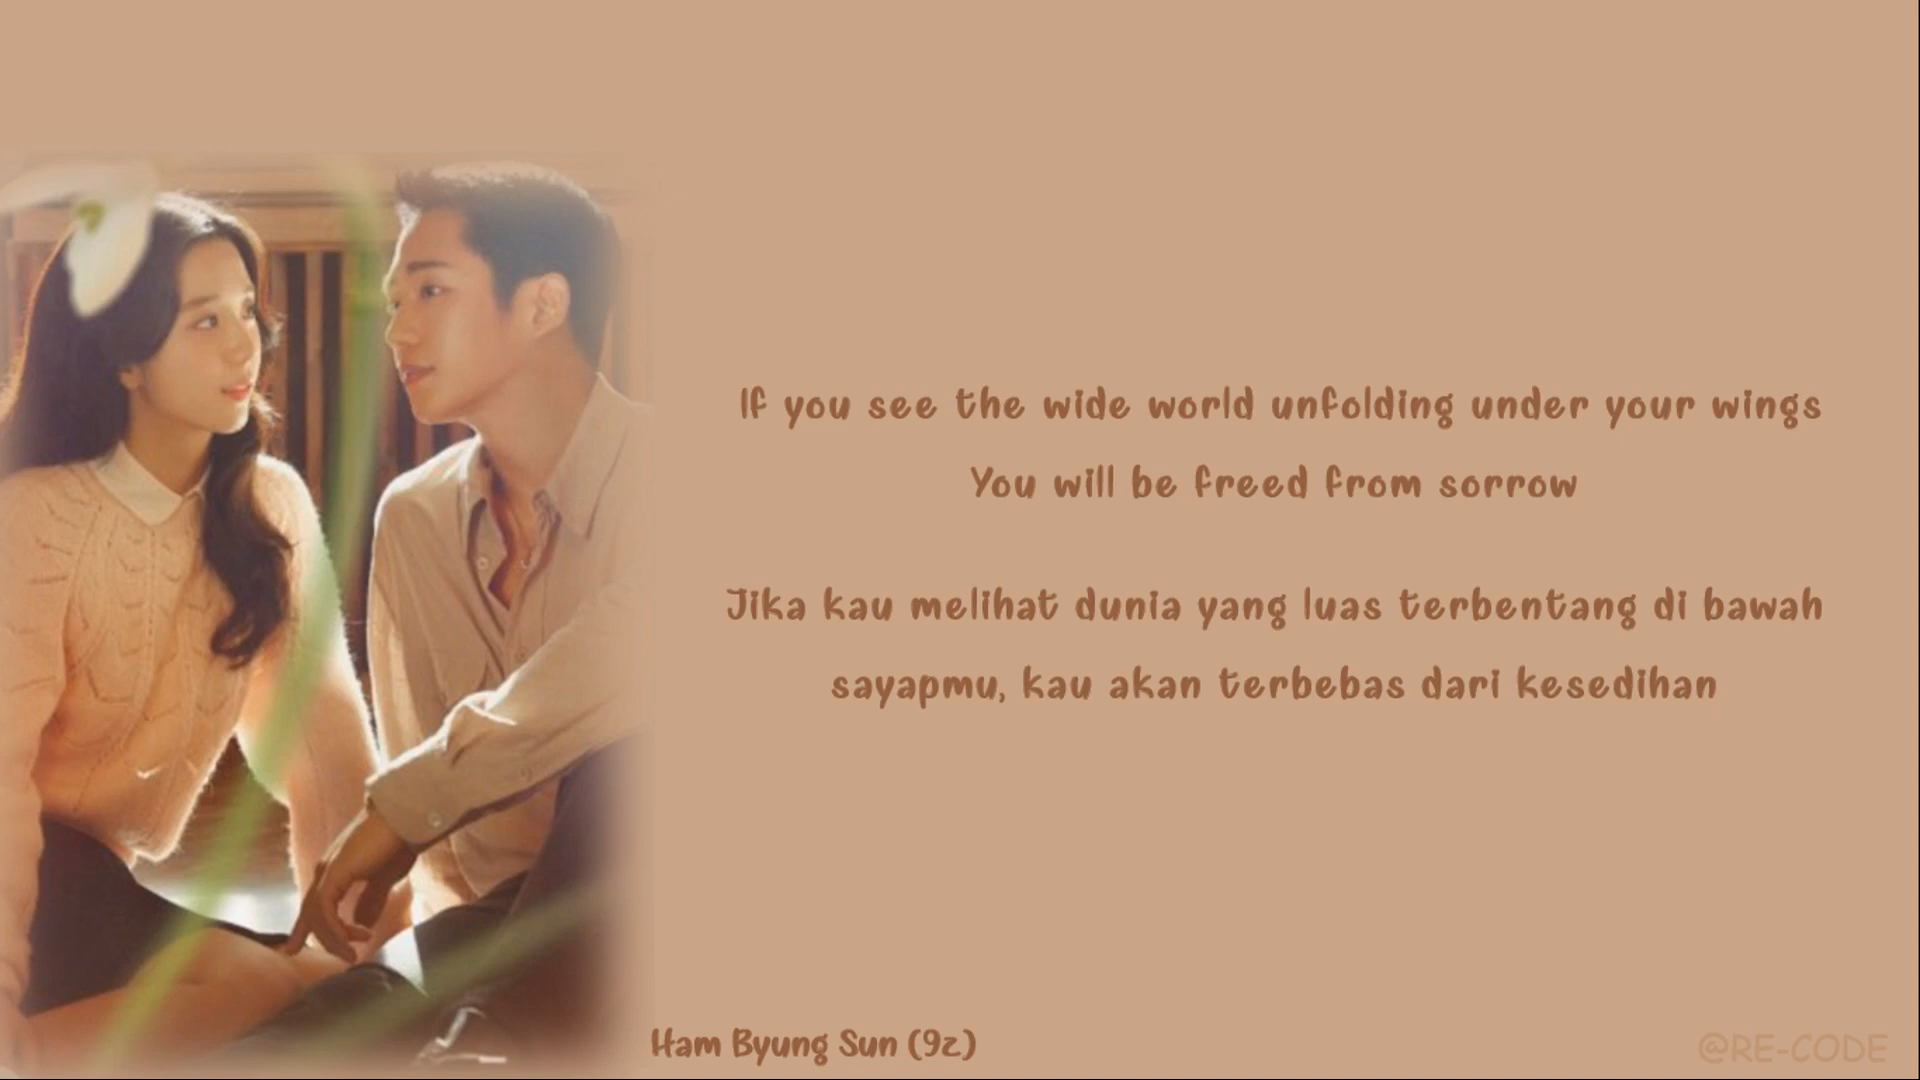 If you see the wide world unfolding under your wings
You will be freed from sorrow
Jika kau melihat dunia yang luas terbentang di bawah
sayapmu, kau akan terbebas dari kesedihan
Ham Byung Sun (9z)
@RE-CODE